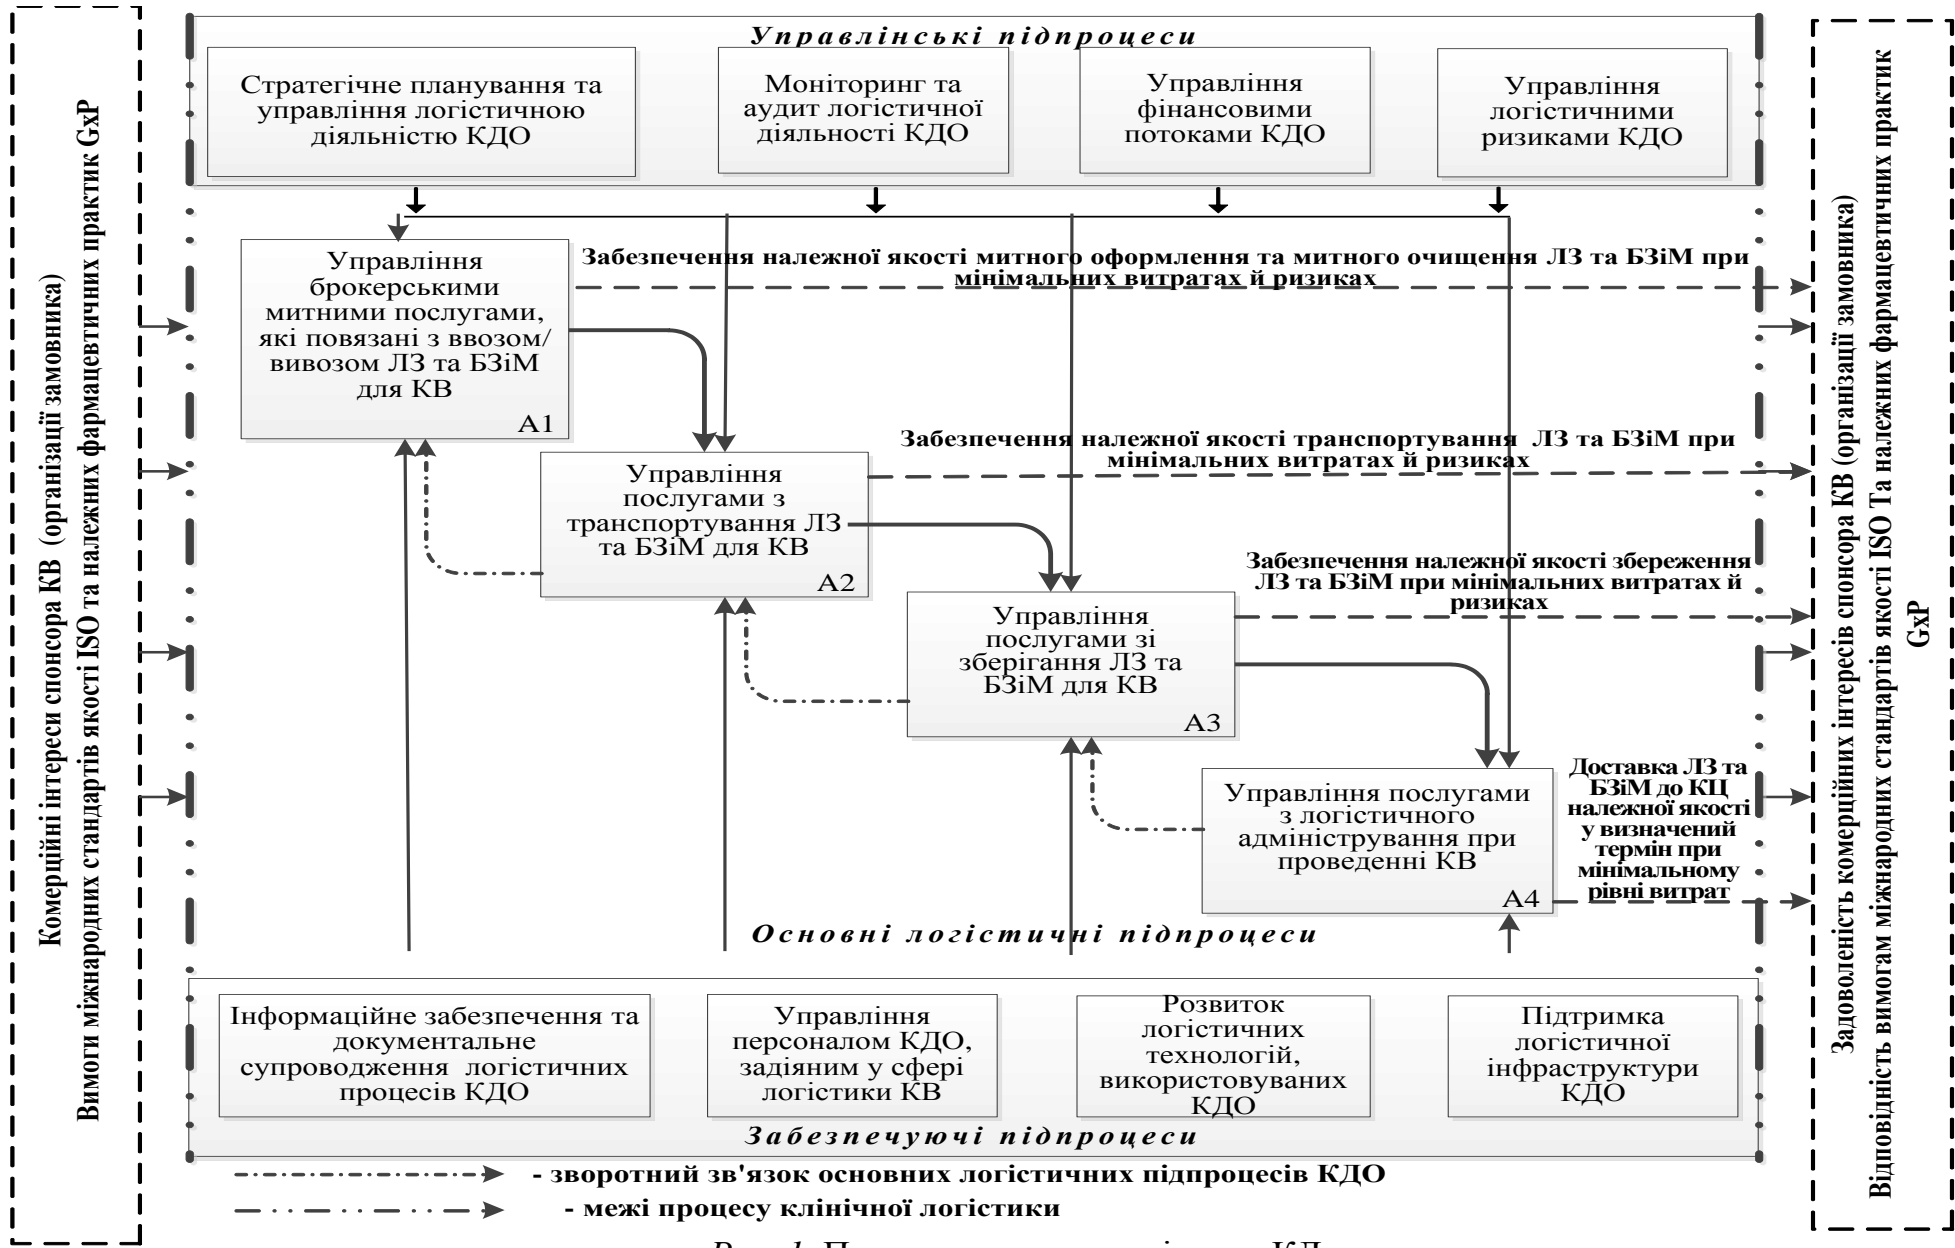 Комерційні інтереси спонсора КВ (організації замовника)
Вимоги міжнародних стандартів якості ISO та належних фармацевтичних практик GxP
Управлінські підпроцеси
Стратегічне планування та
управління логістичною
діяльністю КДО
Моніторинг та
аудит логістичної
діяльності КДО
Управління
фінансовими
потоками КДО
Управління
логістичними
ризиками КДО
Управління
брокерськими
митними послугами,
які повязані з ввозом/
вивозом ЛЗ та БЗіМ
для КВ
А1
Забезпечення належної якості митного оформлення та митного очищення ЛЗ та БЗіМ при
мінімальних витратах й ризиках
Управління
послугами з
транспортування ЛЗ
та БЗіМ для КВ
А2
Забезпечення належної якості транспортування ЛЗ та БЗіМ при
мінімальних витратах й ризиках
Управління
послугами зі
зберігання ЛЗ та
БЗіМ для КВ
А3
Забезпечення належної якості збереження
ЛЗ та БЗіМ при мінімальних витратах й
ризиках
Управління послугами
з логістичного
адміністрування при
проведенні КВ
А4
Доставка ЛЗ та
БЗіМ до КЦ
належної якості
у визначений
термін при
мінімальному
рівні витрат
Основні логістичні підпроцеси
Інформаційне забезпечення та
документальне
супроводження логістичних
процесів КДО
Управління
персоналом КДО,
задіяним у сфері
логістики КВ
Розвиток
логістичних
технологій,
використовуваних
КДО
Підтримка
логістичної
інфраструктури
КДО
Забезпечуючі підпроцеси
Задоволеність комерційних інтересів спонсора КВ (організації замовника)
Відповідність вимогам міжнародних стандартів якості ISO Та належних фармацевтичних практик
GxP
- зворотний зв'язок основних логістичних підпроцесів КДО
- межі процесу клінічної логістики